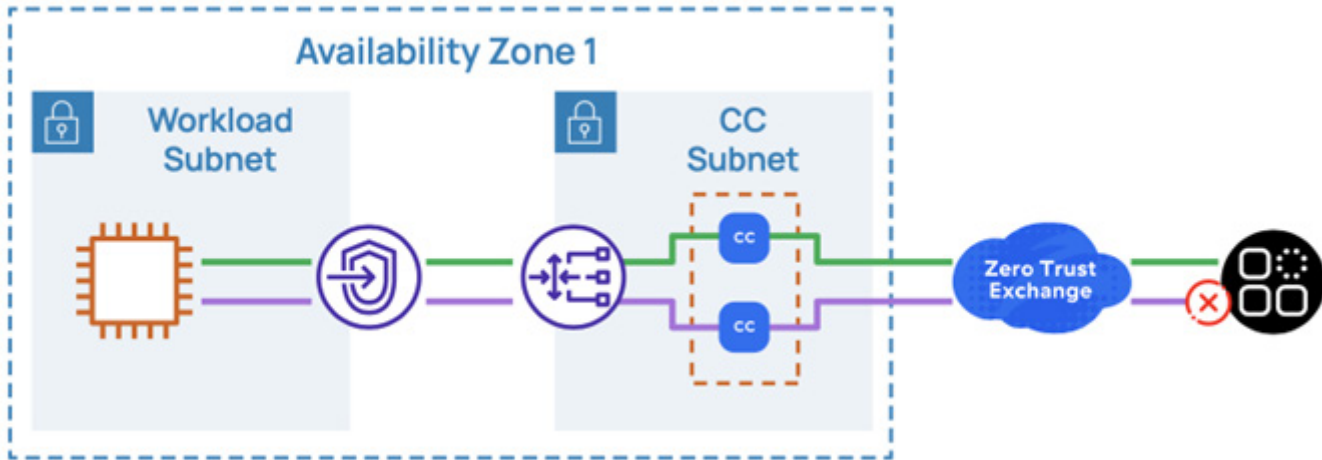 Availability Zone 1
Workload
Subnet
CC
Subnet
CC
CC
Zero Trust
Exchange